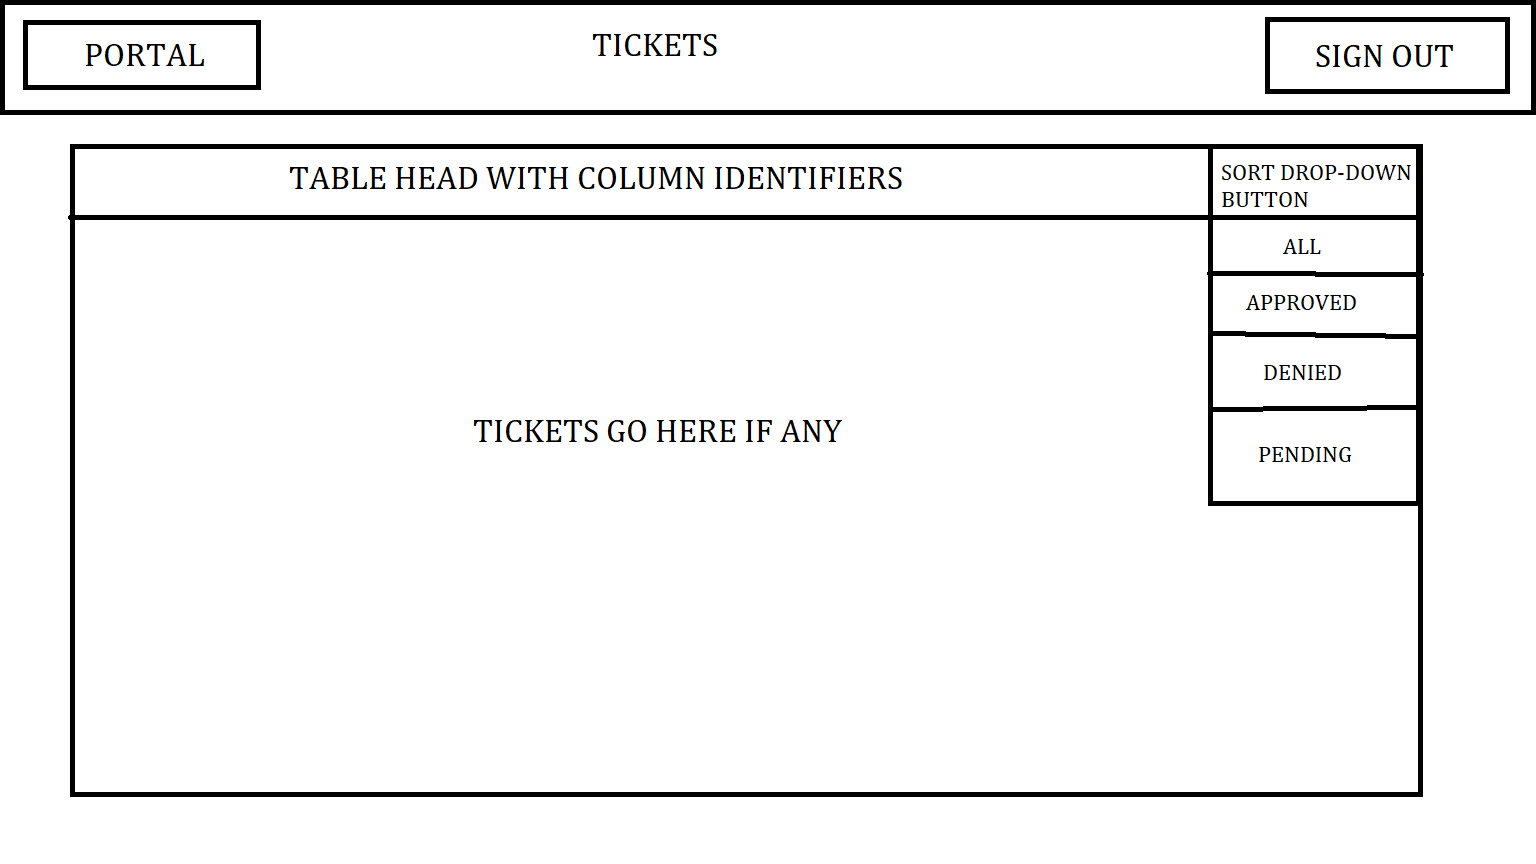 PORTAL
TICKETS
SIGN OUT
TABLE HEAD WITH COLUMN IDENTIFIERS
SORT DROP-DOWN
BUTTON
ALL
APPROVED
DENIED
TICKETS GO HERE IF ANY
PENDING